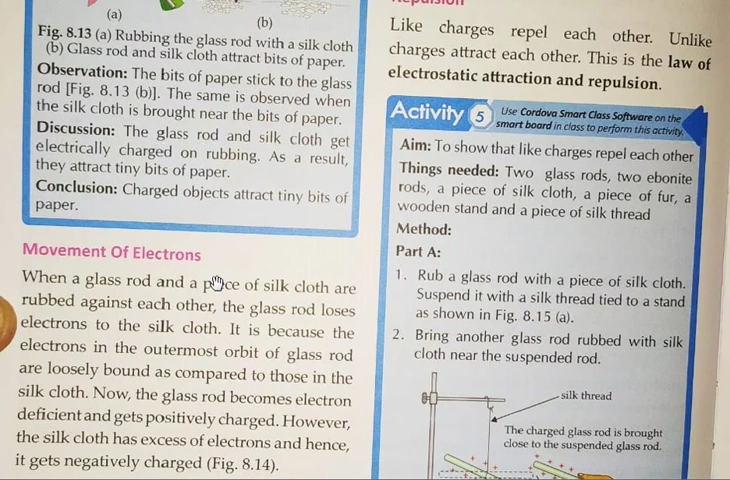 (a)
(b)
Fig. 8.13 (a) Rubbing the glass rod with a silk cloth
(b) Glass rod and silk cloth attract bits of paper.
Observation: The bits of paper stick to the glass
rod [Fig. 8.13 (b)]. The same is observed when
the silk cloth is brought near the bits of paper.
Discussion: The glass rod and silk cloth get
electrically charged on rubbing. As a result,
they attract tiny bits of paper.
Conclusion: Charged objects attract tiny bits of
paper.
Movement Of Electrons
When a glass rod and a piece of silk cloth are
rubbed against each other, the glass rod loses
electrons to the silk cloth. It is because the
electrons in the outermost orbit of glass rod
are loosely bound as compared to those in the
silk cloth. Now, the glass rod becomes electron
deficient and gets positively charged. However,
the silk cloth has excess of electrons and hence,
it gets negatively charged (Fig. 8.14).
Repulsion
Like charges repel each other. Unlike
charges attract each other. This is the law of
electrostatic attraction and repulsion.
Activity 5 Use Cordova Smart Class Software on the
smart board in class to perform this activity.
Aim: To show that like charges repel each other
Things needed: Two glass rods, two ebonite
rods, a piece of silk cloth, a piece of fur, a
wooden stand and a piece of silk thread
Method:
Part A:
1. Rub a glass rod with a piece of silk cloth.
Suspend it with a silk thread tied to a stand
as shown in Fig. 8.15 (a).
2. Bring another glass rod rubbed with silk
cloth near the suspended rod.
silk thread
The charged glass rod is brought
close to the suspended glass rod.